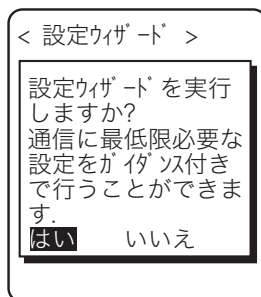 < 設定ｳｨｻﾞｰﾄﾞ >
設定ｳｨｻﾞｰﾄﾞを実行
しますか?
通信に最低限必要な
設定をｶﾞｲﾀﾞﾝｽ付き
で行うことができま
す.
はい いいえ